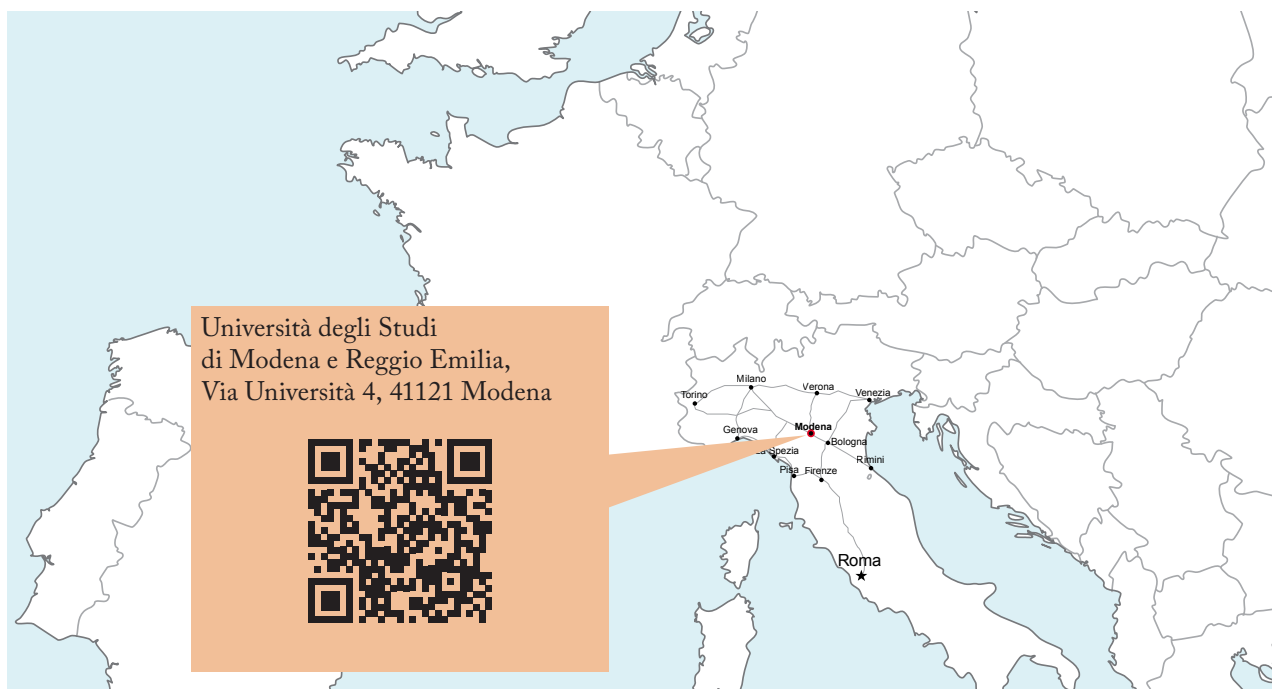 Università degli Studi
di Modena e Reggio Emilia,
Via Università 4, 41121 Modena
Milano
Verona
Torino
Venezia
Genova
Modena
Bologna
Spezia
Rimini
Pisa
Firenze
Roma